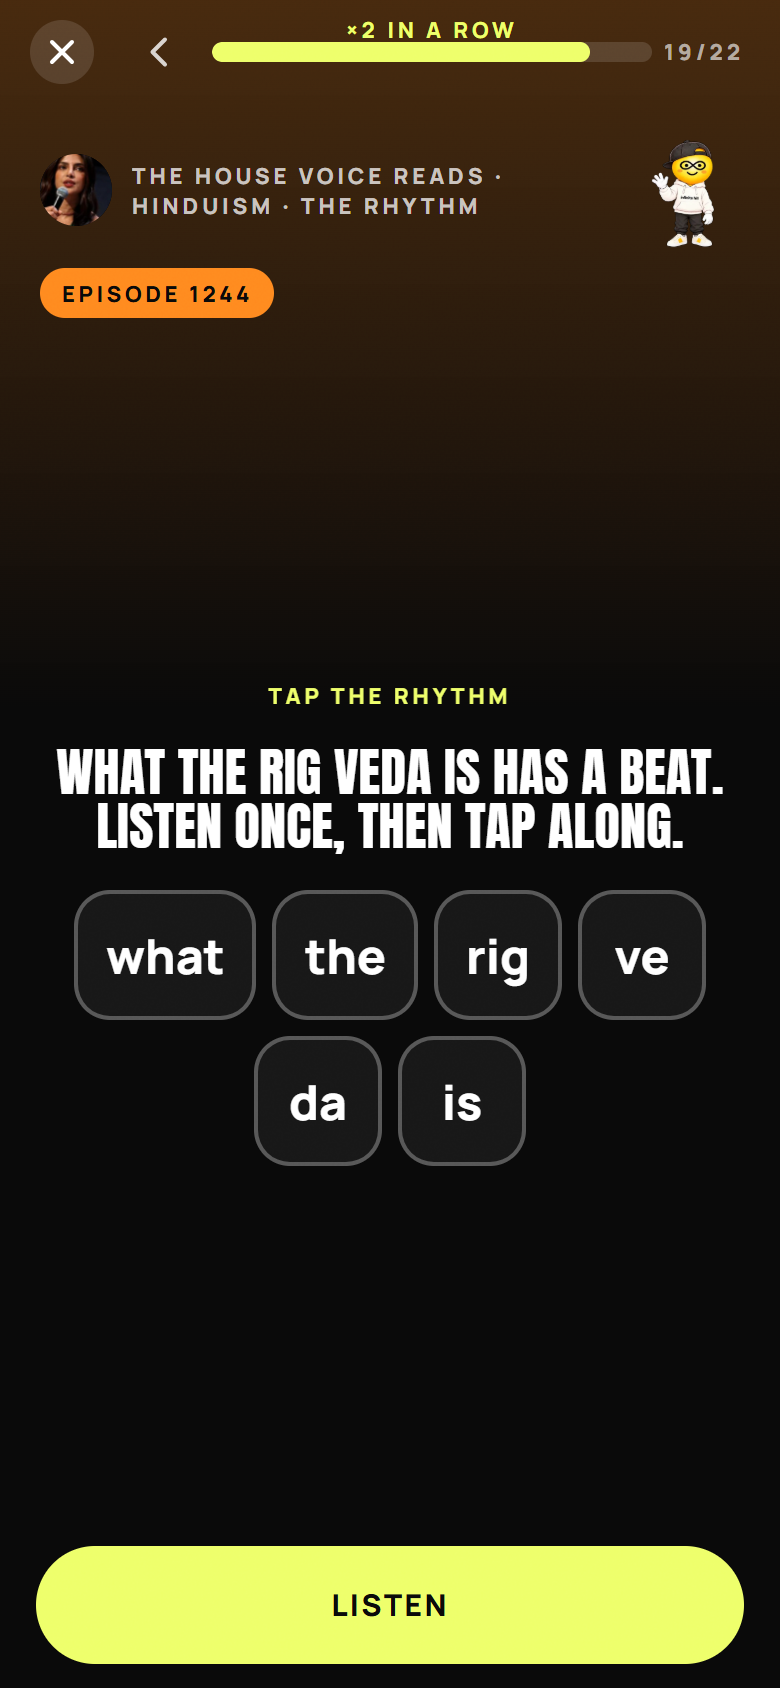 ×2 IN A ROW
19/22
THE HOUSE VOICE READS ·
HINDUISM · THE RHYTHM
EPISODE 1244
TAP THE RHYTHM
WHAT THE RIG VEDA IS HAS A BEAT.
LISTEN ONCE, THEN TAP ALONG.
what the rig ve
da is
LISTEN